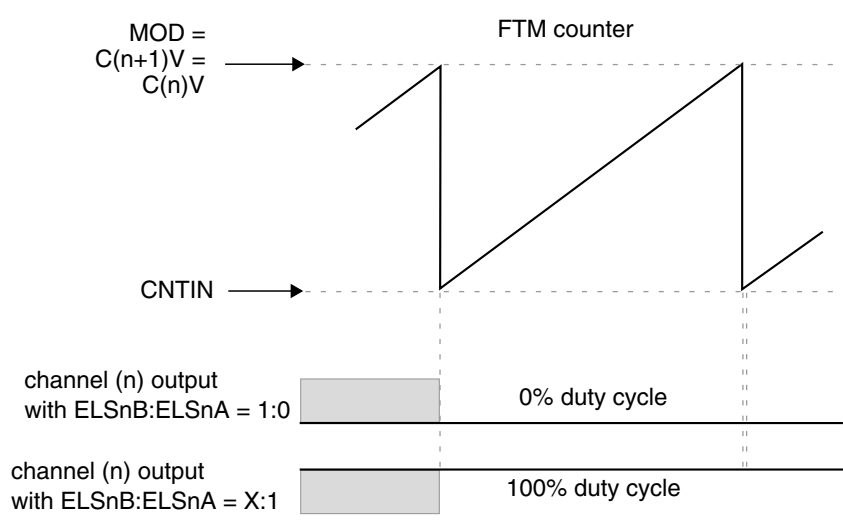 FTM counter
MOD =
C(n+1)V =
C(n)V
CNTIN
channel (n) output
with ELSnB:ELSnA = 1:0
0% duty cycle
channel (n) output
with ELSnB:ELSnA = X:1
100% duty cycle